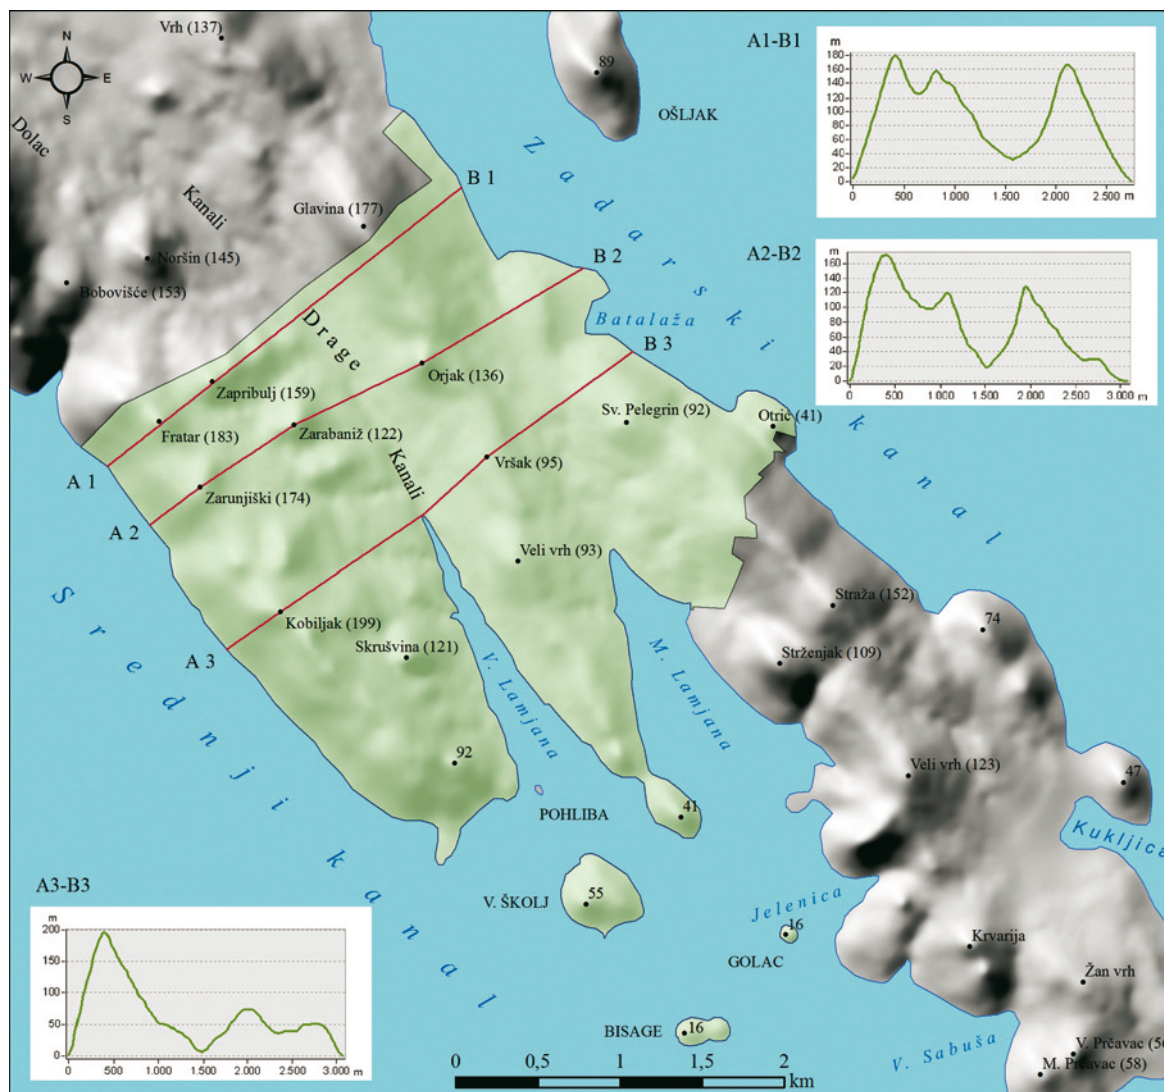 Vrh (137)
N
W E
S
Dolac
Kanali
Glavina (177)
Noršin (145)
Bobovišće (153)
89
OŠLJAK
Zadarski kanal
B 1
B 2
Batalaža
B 3
Drage
Orjak (136)
Zapribulj (159)
Fratar (183)
Zarabaniž (122)
Sv. Pelegrin (92)
Otrić (41)
A 1
Zarunjiški (174)
Kanali
Vršak (95)
A 2
Veli vrh (93)
Kobiljak (199)
Straža (152)
74
A 3
Skrušvina (121)
Strženjak (109)
V. Lamjana
M. Lamjana
Srednji kanal
92
Veli vrh (123)
47
POHLIBA
41
Kukljica
V. ŠKOLJ
55
Jelenica
16
GOLAC
Krvarija
Žan vrh
BISAGE
16
V. Sabuša
V. Prčavac (56
M. Prčavac (58)
0 0,5 1 1,5 2
km
A1-B1
m
180
160
140
120
100
80
60
40
20
0
0 500 1.000 1.500 2.000 2.500 m
A2-B2
m
160
140
120
100
80
60
40
20
0
0 500 1.000 1.500 2.000 2.500 3.000 m
A3-B3
m
200
150
100
50
0
0 500 1.000 1.500 2.000 2.500 3.000 m